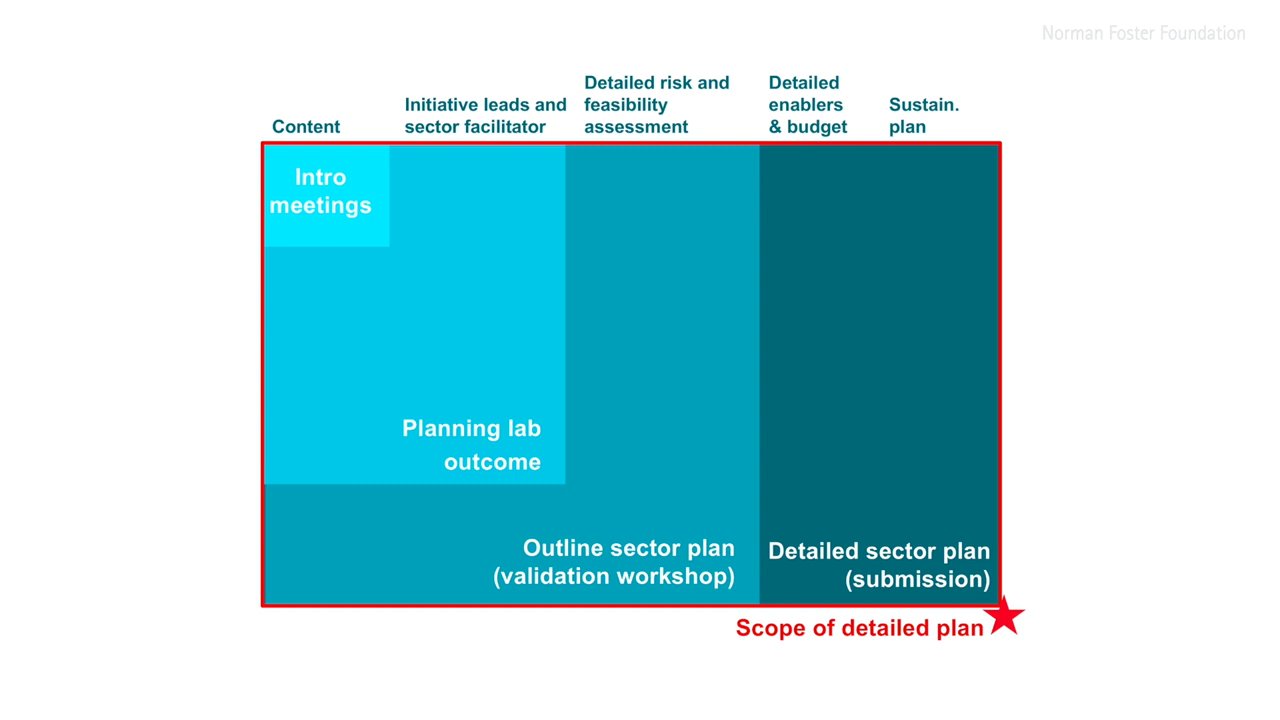 Norman Foster Foundation
Content
Initiative leads and
sector facilitator
Detailed risk and
feasibility
assessment
Detailed
enablers
& budget
Sustain.
plan
Intro
meetings
Planning lab
outcome
Outline sector plan
(validation workshop)
Detailed sector plan
(submission)
Scope of detailed plan